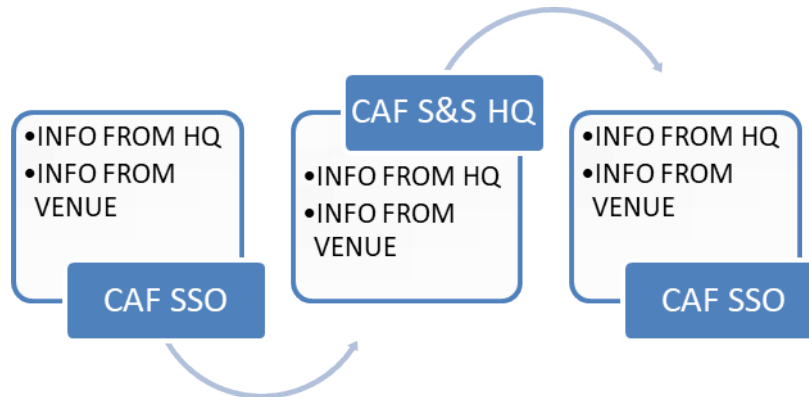 •INFO FROM HQ
•INFO FROM
VENUE
CAF SSO
CAF S&S HQ
•INFO FROM HQ
•INFO FROM
VENUE
•INFO FROM HQ
•INFO FROM
VENUE
CAF SSO